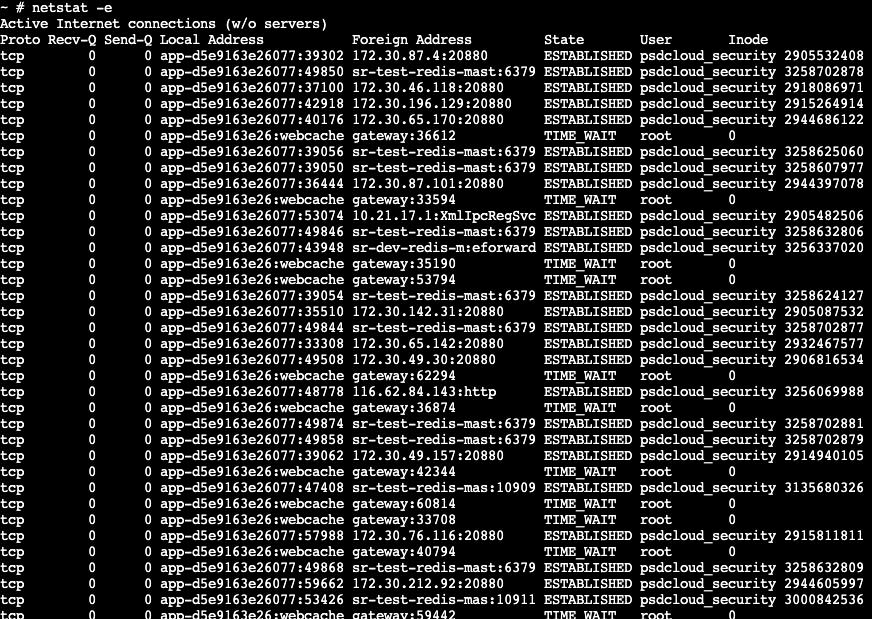 ~ # netstat -e
Active Internet connections (w/o servers)
Proto Recv-Q Send-Q Local Address           Foreign Address         State       User       Inode
tcp        0      0 app-d5e9163e26077:39302 172.30.87.4:20880       ESTABLISHED psdcloud_security 2905532408
tcp        0      0 app-d5e9163e26077:49850 sr-test-redis-mast:6379 ESTABLISHED psdcloud_security 3258702878
tcp        0      0 app-d5e9163e26077:37100 172.30.46.118:20880     ESTABLISHED psdcloud_security 2918086971
tcp        0      0 app-d5e9163e26077:42918 172.30.196.129:20880    ESTABLISHED psdcloud_security 2915264914
tcp        0      0 app-d5e9163e26077:40176 172.30.65.170:20880     ESTABLISHED psdcloud_security 2944686122
tcp        0      0 app-d5e9163e26:webcache gateway:36612           TIME_WAIT   root       0
tcp        0      0 app-d5e9163e26077:39056 sr-test-redis-mast:6379 ESTABLISHED psdcloud_security 3258625060
tcp        0      0 app-d5e9163e26077:39050 sr-test-redis-mast:6379 ESTABLISHED psdcloud_security 3258607977
tcp        0      0 app-d5e9163e26077:36444 172.30.87.101:20880     ESTABLISHED psdcloud_security 2944397078
tcp        0      0 app-d5e9163e26:webcache gateway:33594           TIME_WAIT   root       0
tcp        0      0 app-d5e9163e26077:53074 10.21.17.1:XmlIpcRegSvc ESTABLISHED psdcloud_security 2905482506
tcp        0      0 app-d5e9163e26077:49846 sr-test-redis-mast:6379 ESTABLISHED psdcloud_security 3258632806
tcp        0      0 app-d5e9163e26077:43948 sr-dev-redis-m:eforward ESTABLISHED psdcloud_security 3256337020
tcp        0      0 app-d5e9163e26:webcache gateway:35190           TIME_WAIT   root       0
tcp        0      0 app-d5e9163e26:webcache gateway:53794           TIME_WAIT   root       0
tcp        0      0 app-d5e9163e26077:39054 sr-test-redis-mast:6379 ESTABLISHED psdcloud_security 3258624127
tcp        0      0 app-d5e9163e26077:35510 172.30.142.31:20880     ESTABLISHED psdcloud_security 2905087532
tcp        0      0 app-d5e9163e26077:49844 sr-test-redis-mast:6379 ESTABLISHED psdcloud_security 3258702877
tcp        0      0 app-d5e9163e26077:33308 172.30.65.142:20880     ESTABLISHED psdcloud_security 2932467577
tcp        0      0 app-d5e9163e26077:49508 172.30.49.30:20880      ESTABLISHED psdcloud_security 2906816534
tcp        0      0 app-d5e9163e26:webcache gateway:62294           TIME_WAIT   root       0
tcp        0      0 app-d5e9163e26077:48778 116.62.84.143:http      ESTABLISHED psdcloud_security 3256069988
tcp        0      0 app-d5e9163e26:webcache gateway:36874           TIME_WAIT   root       0
tcp        0      0 app-d5e9163e26077:49874 sr-test-redis-mast:6379 ESTABLISHED psdcloud_security 3258702881
tcp        0      0 app-d5e9163e26077:49858 sr-test-redis-mast:6379 ESTABLISHED psdcloud_security 3258702879
tcp        0      0 app-d5e9163e26077:39062 172.30.49.157:20880     ESTABLISHED psdcloud_security 2914940105
tcp        0      0 app-d5e9163e26:webcache gateway:42344           TIME_WAIT   root       0
tcp        0      0 app-d5e9163e26077:47408 sr-test-redis-mas:10909 ESTABLISHED psdcloud_security 3135680326
tcp        0      0 app-d5e9163e26:webcache gateway:60814           TIME_WAIT   root       0
tcp        0      0 app-d5e9163e26:webcache gateway:33708           TIME_WAIT   root       0
tcp        0      0 app-d5e9163e26077:57988 172.30.76.116:20880     ESTABLISHED psdcloud_security 2915811811
tcp        0      0 app-d5e9163e26:webcache gateway:40794           TIME_WAIT   root       0
tcp        0      0 app-d5e9163e26077:49868 sr-test-redis-mast:6379 ESTABLISHED psdcloud_security 3258632809
tcp        0      0 app-d5e9163e26077:59662 172.30.212.92:20880     ESTABLISHED psdcloud_security 2944605997
tcp        0      0 app-d5e9163e26077:53426 sr-test-redis-mas:10911 ESTABLISHED psdcloud_security 3000842536
tcp        0      0 app-d5e9163e26:webcache gateway:59442           TIME_WAIT   root       0